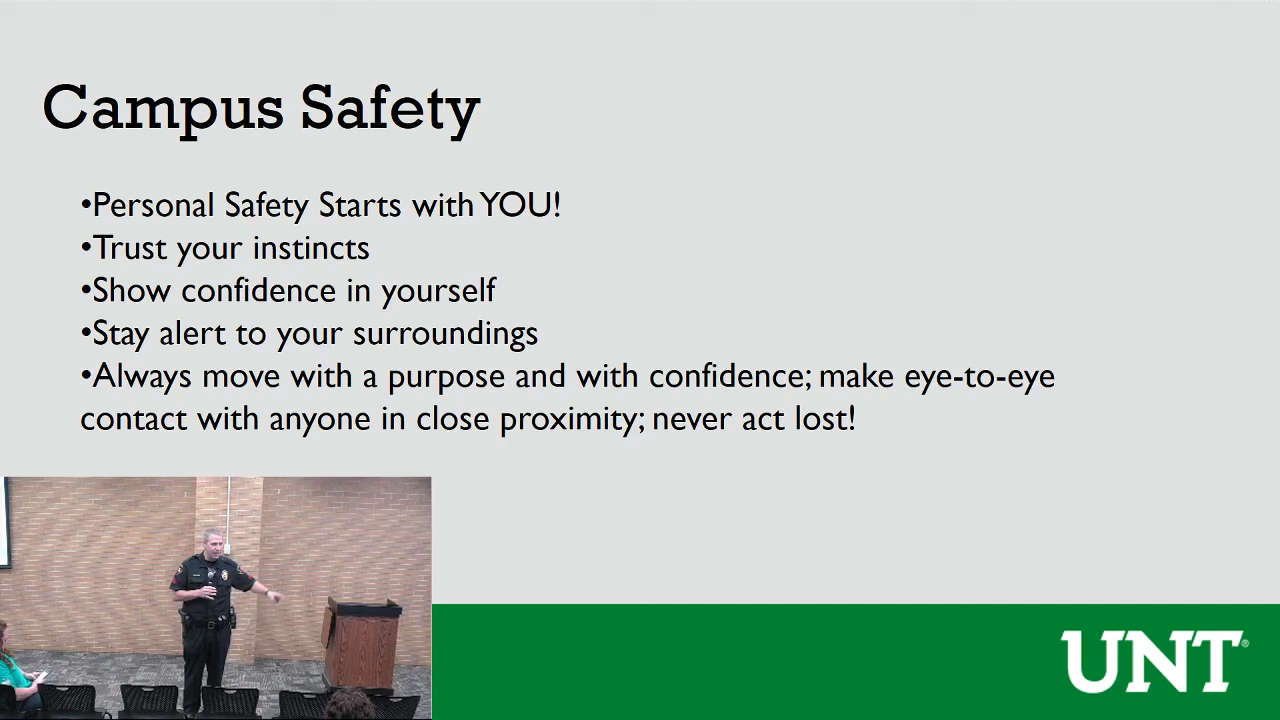 Campus Safety
•Personal Safety Starts with YOU!
•Trust your instincts
•Show confidence in yourself
•Stay alert to your surroundings
•Always move with a purpose and with confidence; make eye-to-eye
contact with anyone in close proximity; never act lost!
UNT®